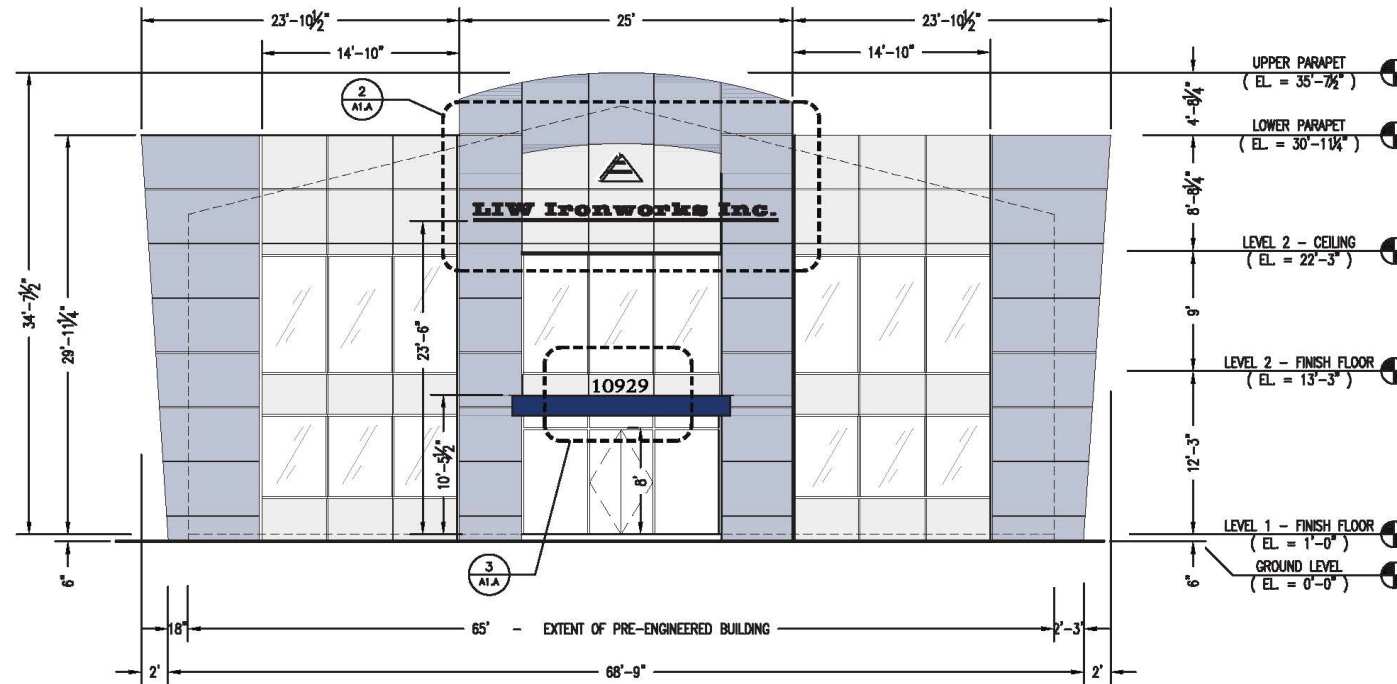 23'-10½" 25' 23'-10½"
14'-10" 14'-10"
UPPER PARAPET
( EL. = 35'-7½" )
4'-8¼"
2
A1.A
LOWER PARAPET
( EL. = 30'-11¼" )
8'-8¼"
LIW Ironworks Inc.
LEVEL 2 - CEILING
( EL. = 22'-3" )
34'-7½"
29'-11¼"
23'-6"
9'
LEVEL 2 - FINISH FLOOR
( EL. = 13'-3" )
10929
10'-5½"
8'
12'-3"
LEVEL 1 - FINISH FLOOR
( EL. = 1'-0" )
3
A1.A
6"
6"
GROUND LEVEL
( EL. = 0'-0" )
18" 65' - EXTENT OF PRE-ENGINEERED BUILDING 2'-3"
2' 68'-9" 2'